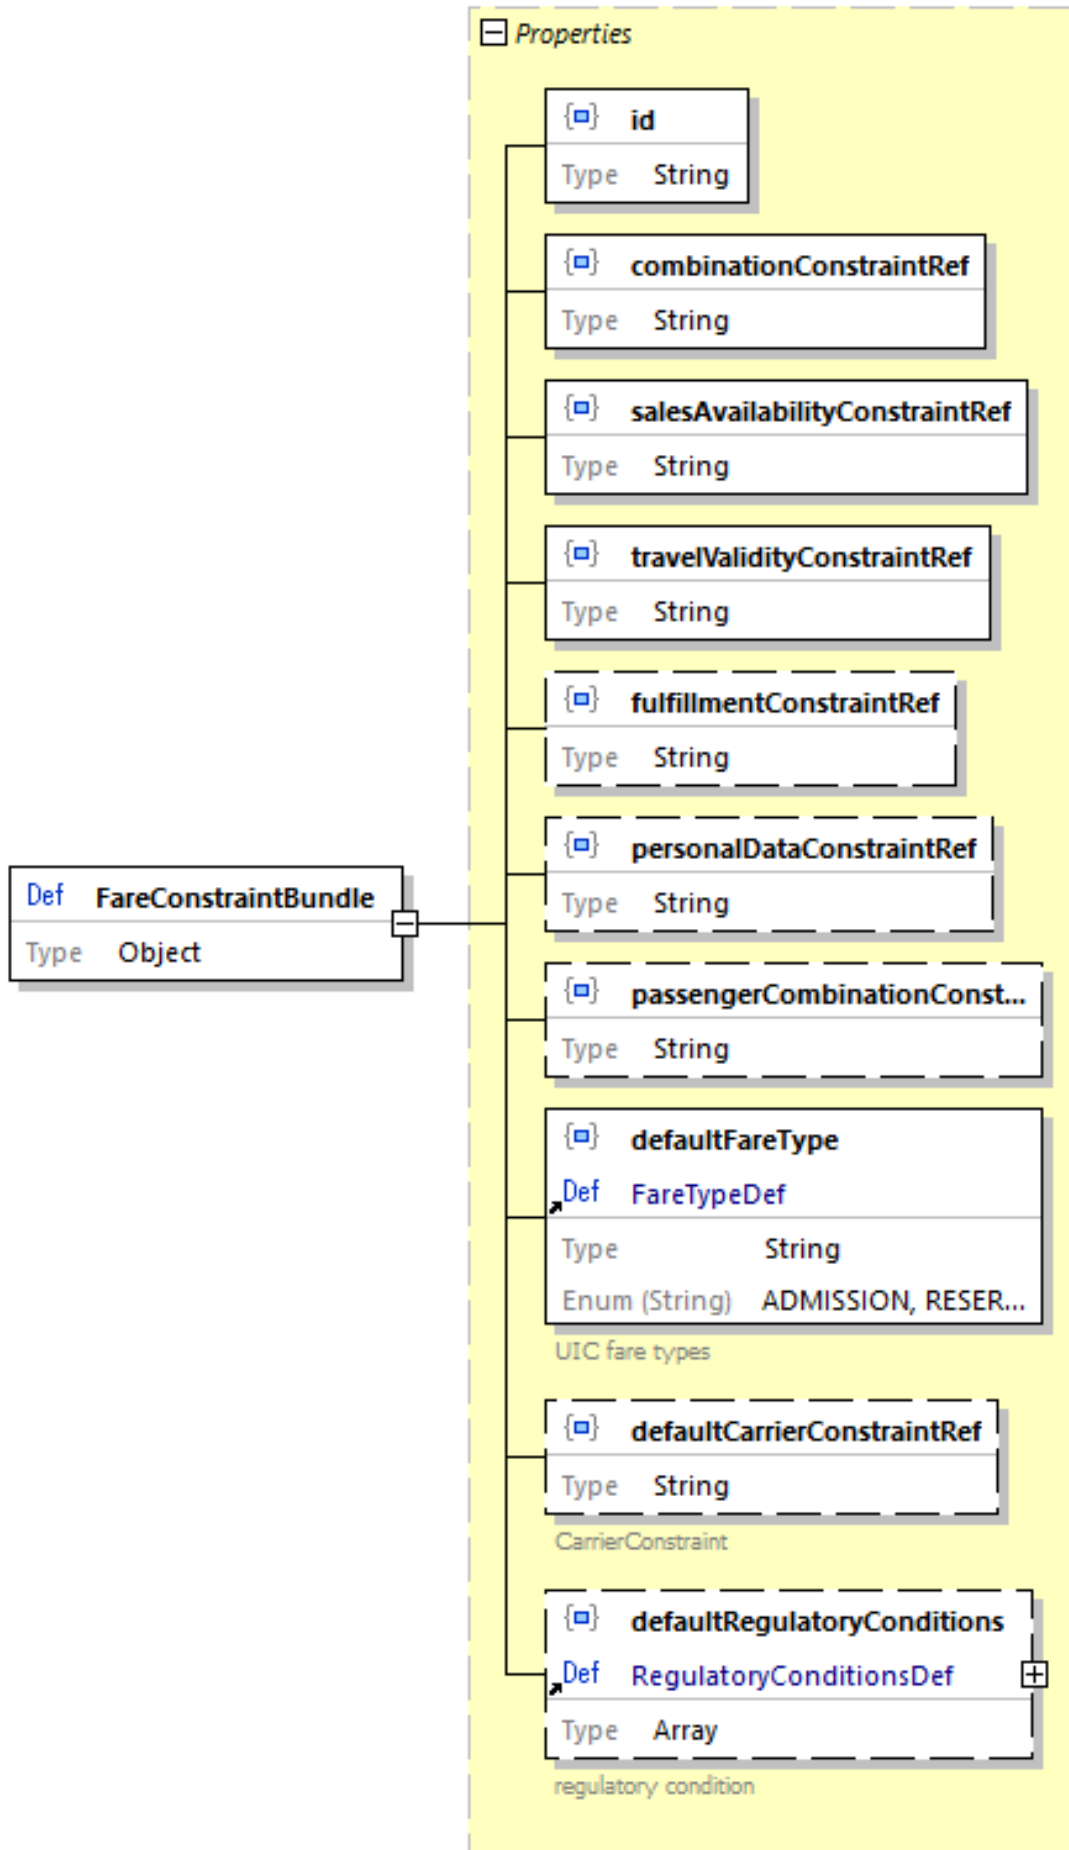 Properties
id
Type String
combinationConstraintRef
Type String
salesAvailabilityConstraintRef
Type String
travelValidityConstraintRef
Type String
fulfillmentConstraintRef
Type String
personalDataConstraintRef
Type String
Def FareConstraintBundle
Type Object
passengerCombinationConst...
Type String
defaultFareType
Def FareTypeDef
Type String
Enum (String) ADMISSION, RESER...
UIC fare types
defaultCarrierConstraintRef
Type String
CarrierConstraint
defaultRegulatoryConditions
Def RegulatoryConditionsDef
Type Array
regulatory condition